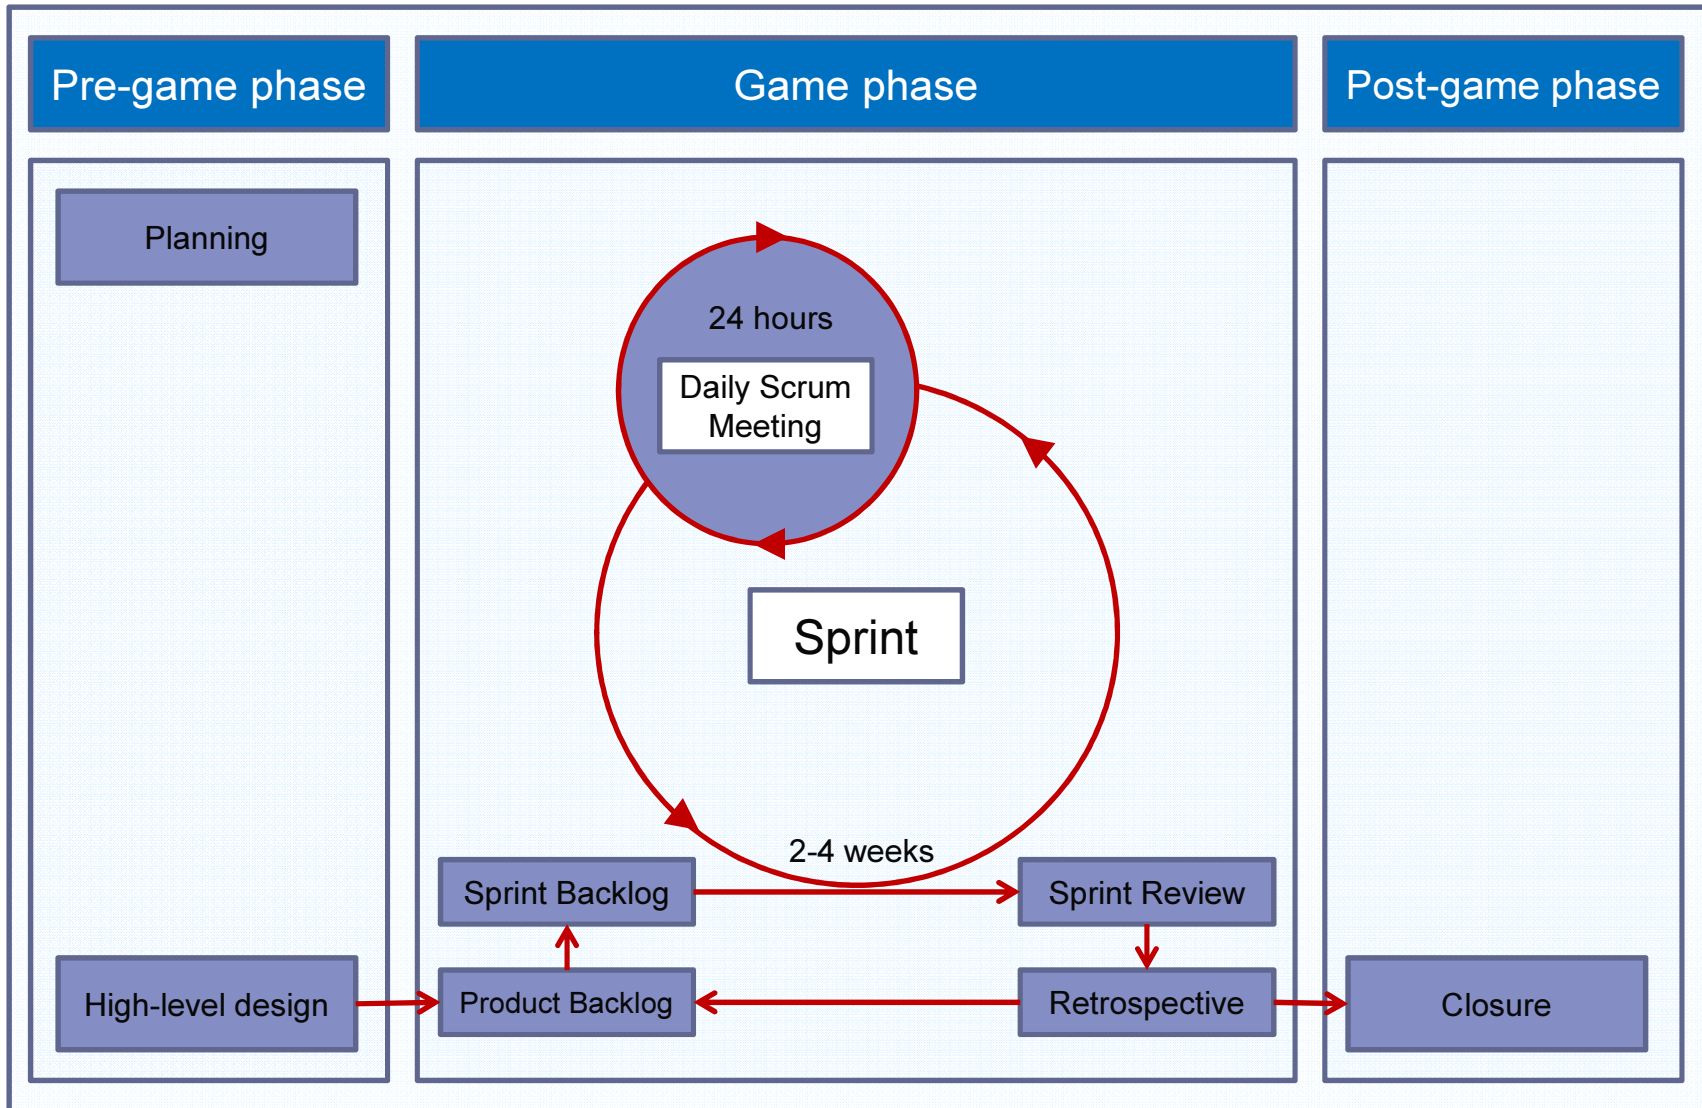 Pre-game phase
Game phase
Post-game phase
Planning
24 hours
Daily Scrum
Meeting
Sprint
2-4 weeks
Sprint Backlog
Sprint Review
High-level design
Product Backlog
Retrospective
Closure